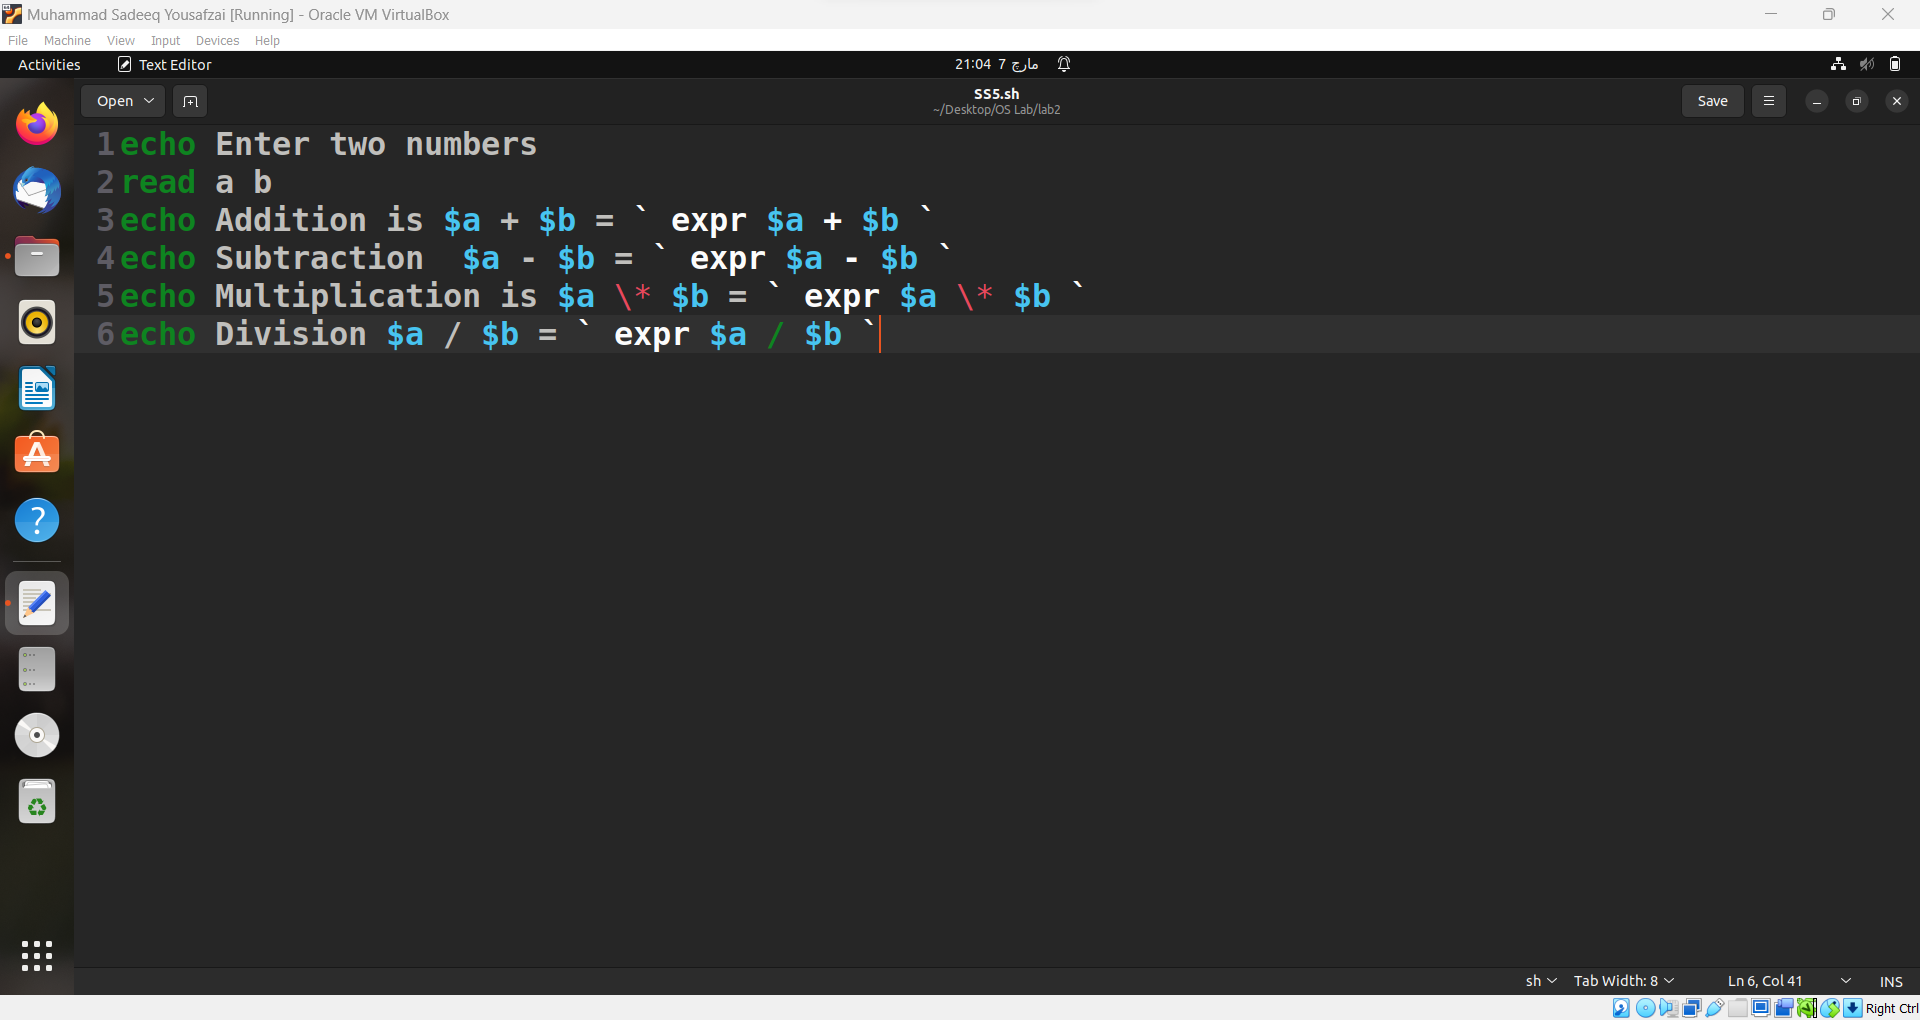 Muhammad Sadeeq Yousafzai [Running] - Oracle VM VirtualBox
File Machine View Input Devices Help
Activities Text Editor 21:04 7 مارچ
Open SS5.sh Save
~/Desktop/OS Lab/lab2
1 echo Enter two numbers
2 read a b
3 echo Addition is $a + $b = ` expr $a + $b `
4 echo Subtraction  $a - $b = ` expr $a - $b `
5 echo Multiplication is $a \* $b = ` expr $a \* $b `
6 echo Division $a / $b = ` expr $a / $b `
sh Tab Width: 8 Ln 6, Col 41 INS
Right Ctrl